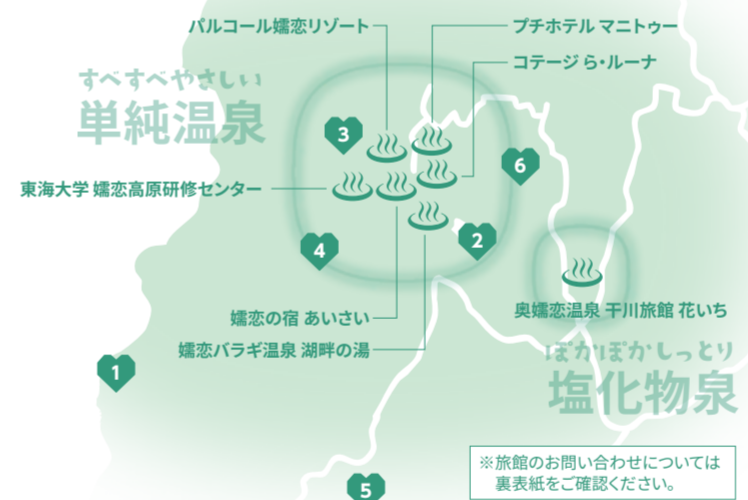 パルコール嬬恋リゾート
プチホテル マニトゥー
コテージ ら・ルーナ
すべすべやさしい
単純温泉
3
6
東海大学 嬬恋高原研修センター
4
2
嬬恋の宿 あいさい
奥嬬恋温泉 干川旅館 花いち
嬬恋バラギ温泉 湖畔の湯
ぽかぽかしっとり
塩化物泉
1
5
※旅館のお問い合わせについては
裏表紙をご確認ください。